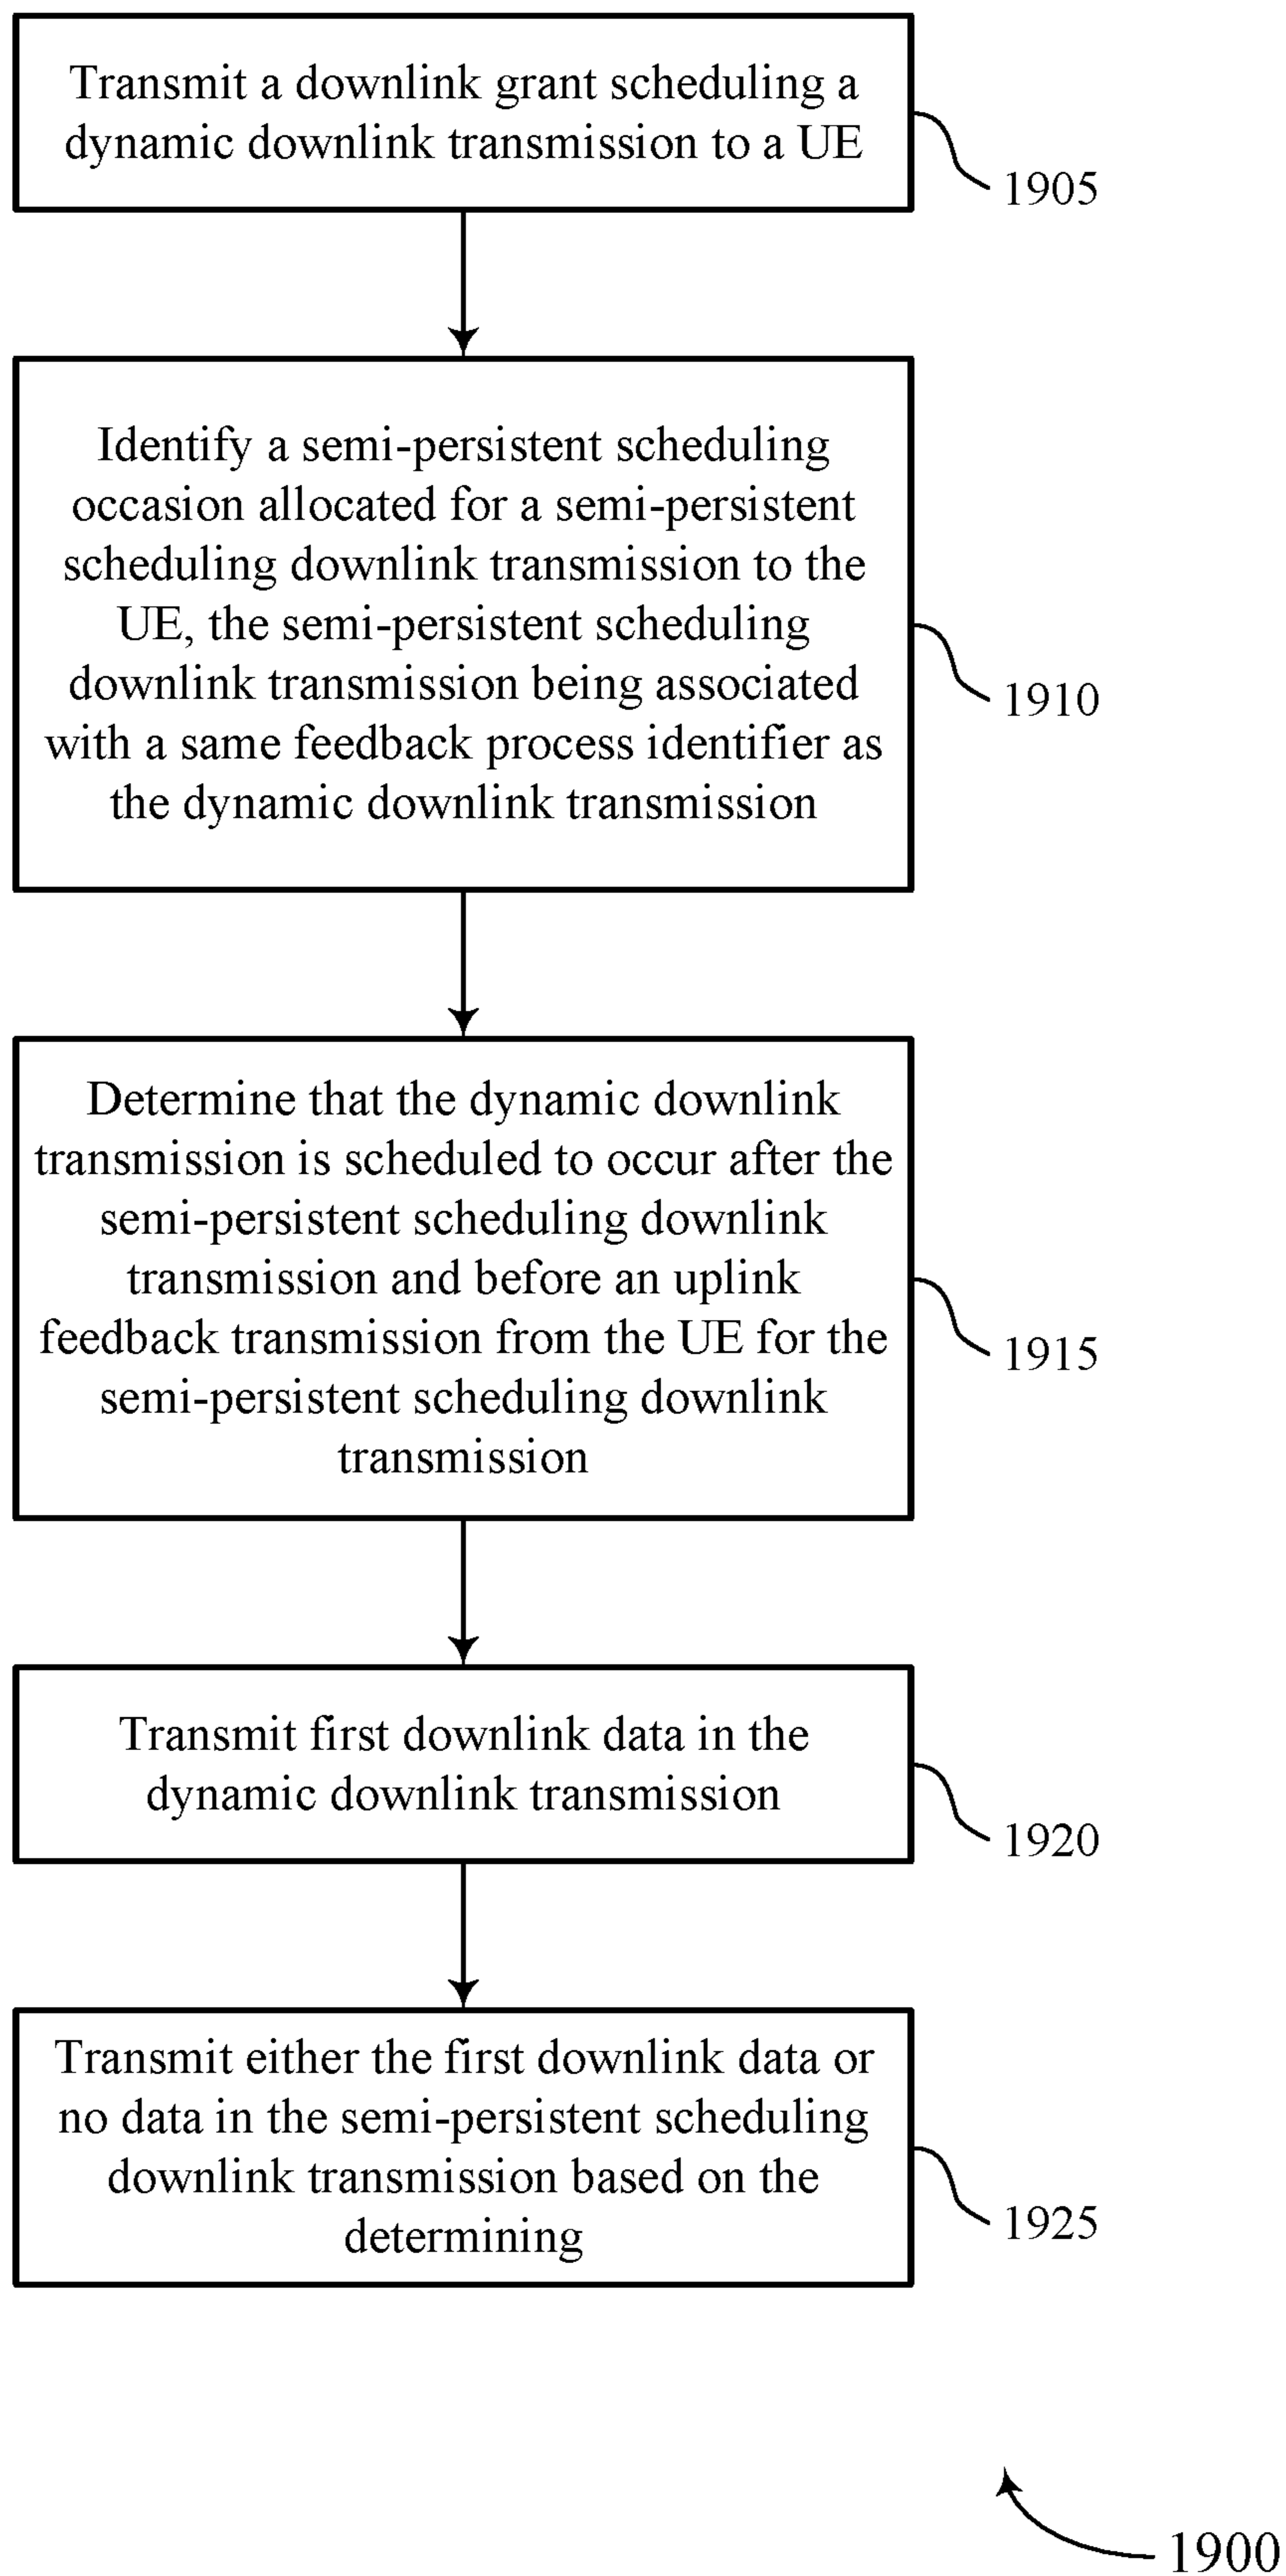 Transmit a downlink grant scheduling a
dynamic downlink transmission to a UE
1905
Identify a semi-persistent scheduling
occasion allocated for a semi-persistent
scheduling downlink transmission to the
UE, the semi-persistent scheduling
downlink transmission being associated
with a same feedback process identifier as
the dynamic downlink transmission
1910
Determine that the dynamic downlink
transmission is scheduled to occur after the
semi-persistent scheduling downlink
transmission and before an uplink
feedback transmission from the UE for the
semi-persistent scheduling downlink
transmission
1915
Transmit first downlink data in the
dynamic downlink transmission
1920
Transmit either the first downlink data or
no data in the semi-persistent scheduling
downlink transmission based on the
determining
1925
1900